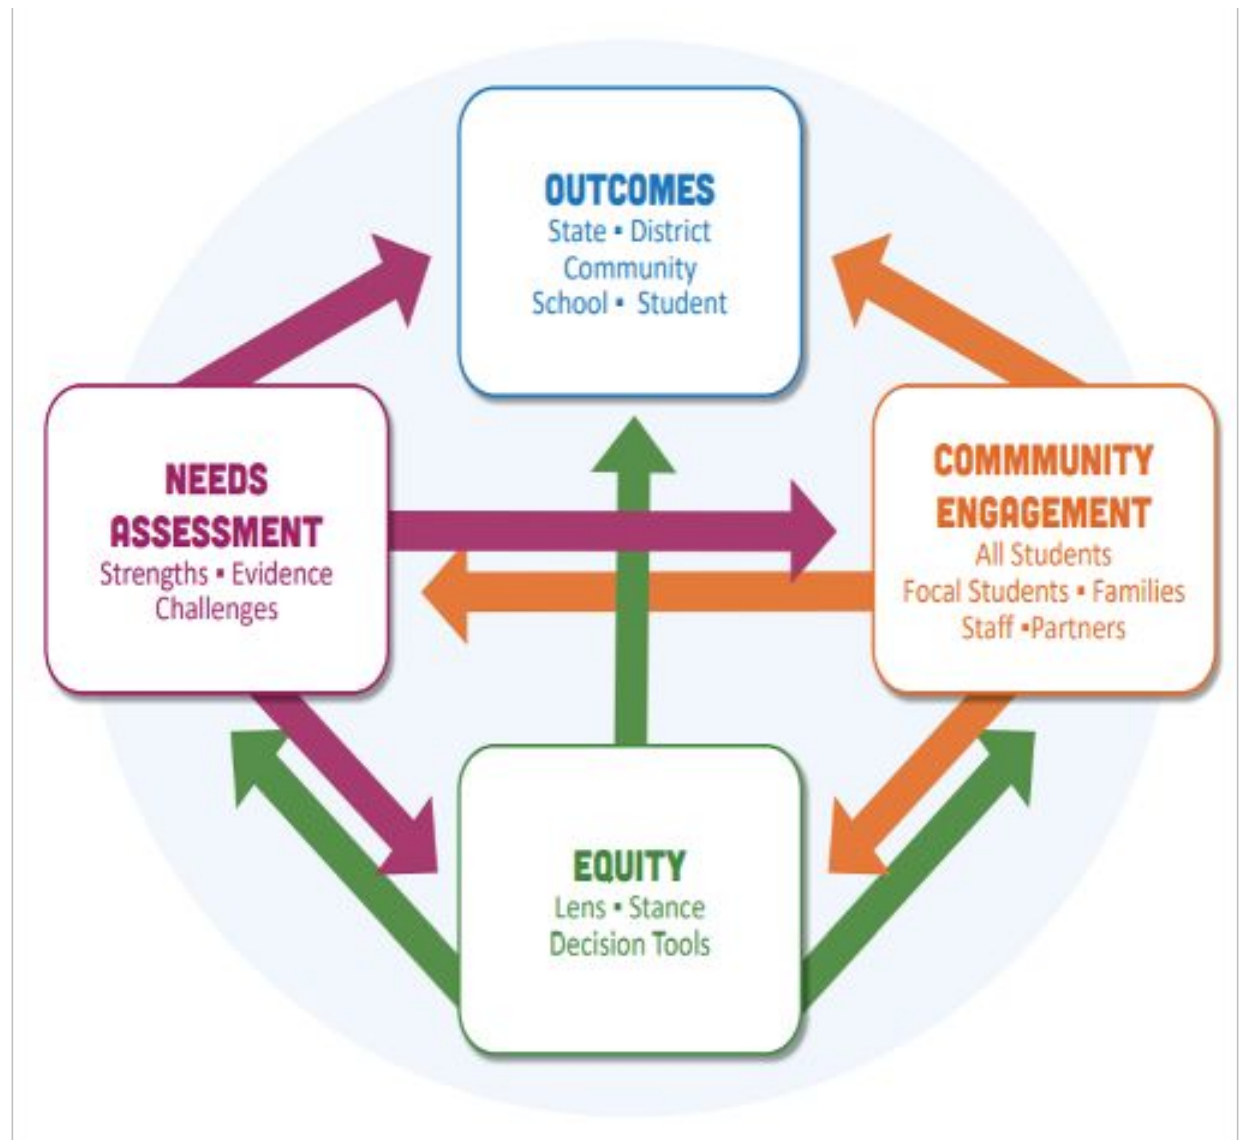 OUTCOMES
State ▪ District
Community
School ▪ Student
NEEDS
ASSESSMENT
Strengths ▪ Evidence
Challenges
COMMMUNITY
ENGAGEMENT
All Students
Focal Students ▪ Families
Staff ▪Partners
EQUITY
Lens ▪ Stance
Decision Tools